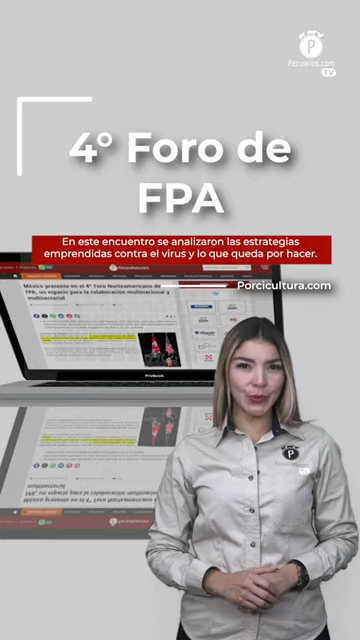 P
Pecuarios.com
TV
4° Foro de
FPA
En este encuentro se analizaron las estrategias
emprendidas contra el virus y lo que queda por hacer.
Porcicultura.com
México presente en el 4° Foro Norteamericano de
FPA, un espacio para la colaboración multinacional y
multisectorial
ProBook
P